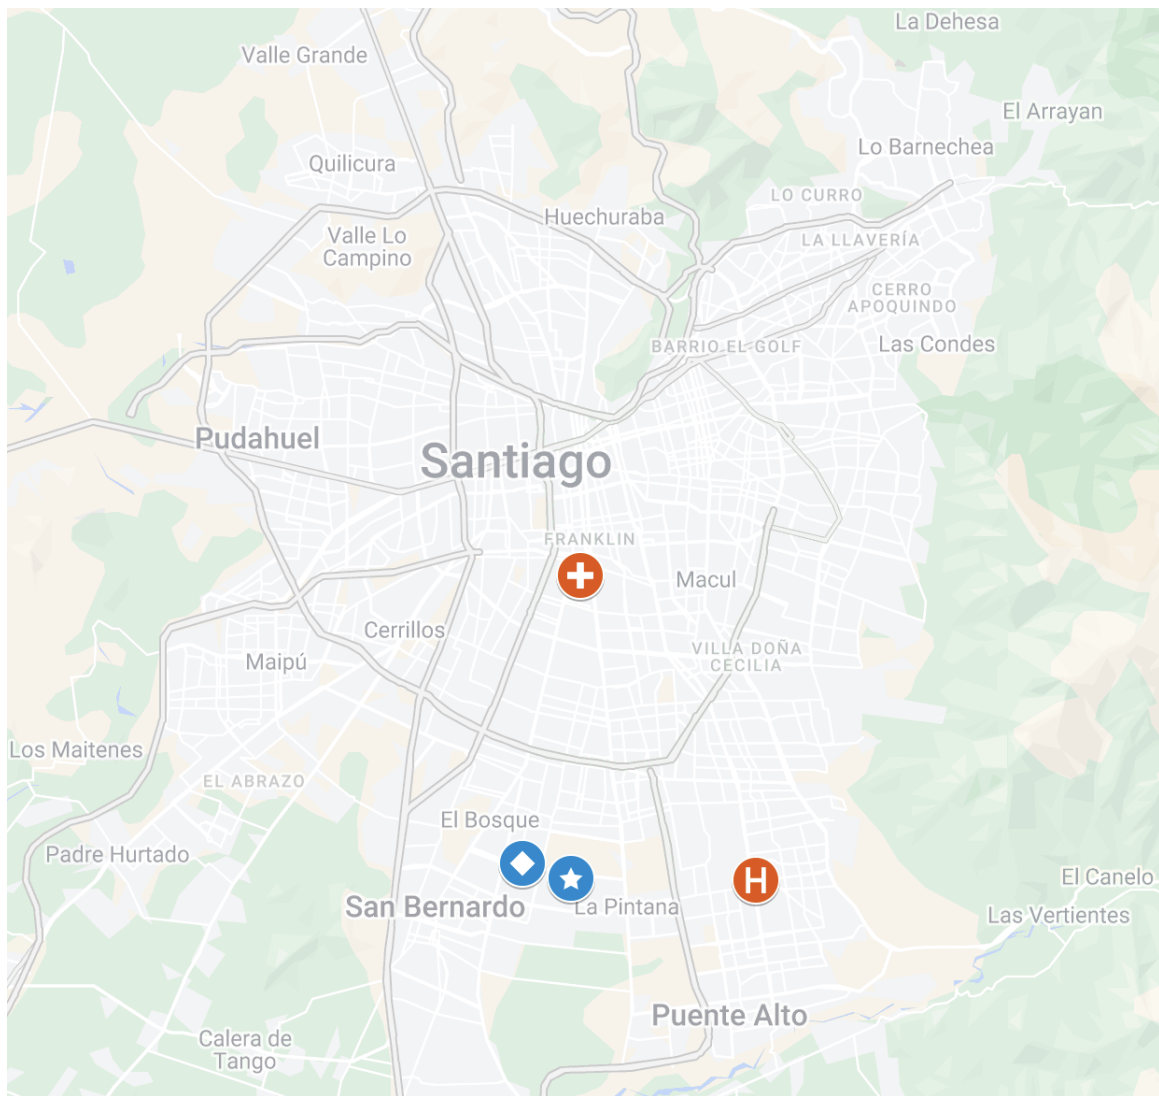 La Dehesa
Valle Grande
El Arrayan
Lo Barnechea
Quilicura
LO CURRO
Huechuraba
Valle Lo
Campino
LA LLAVERÍA
CERRO
APOQUINDO
BARRIO EL GOLF
Las Condes
Pudahuel
Santiago
FRANKLIN
Macul
Cerrillos
VILLA DOÑA
CECILIA
Maipú
Los Maitenes
EL ABRAZO
El Bosque
Padre Hurtado
H
El Canelo
San Bernardo
La Pintana
Las Vertientes
Puente Alto
Calera de
Tango